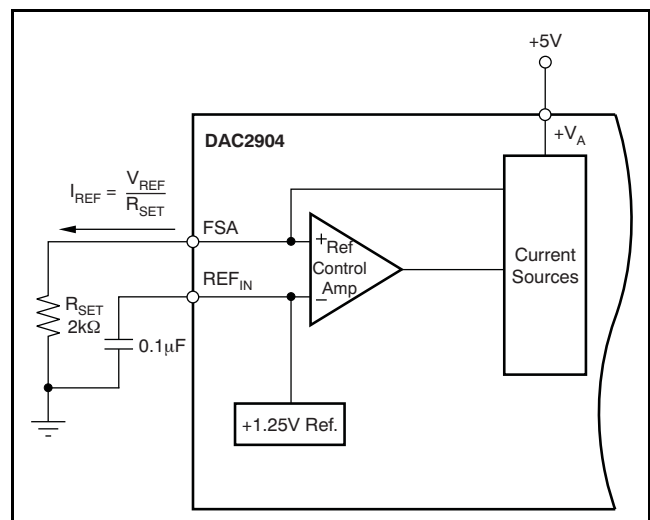 +5V
+V_A
DAC2904
I_REF = V_REF / R_SET
FSA
+ Ref
Control
Amp
REF_IN
–
Current
Sources
R_SET
2kΩ
0.1µF
+1.25V Ref.